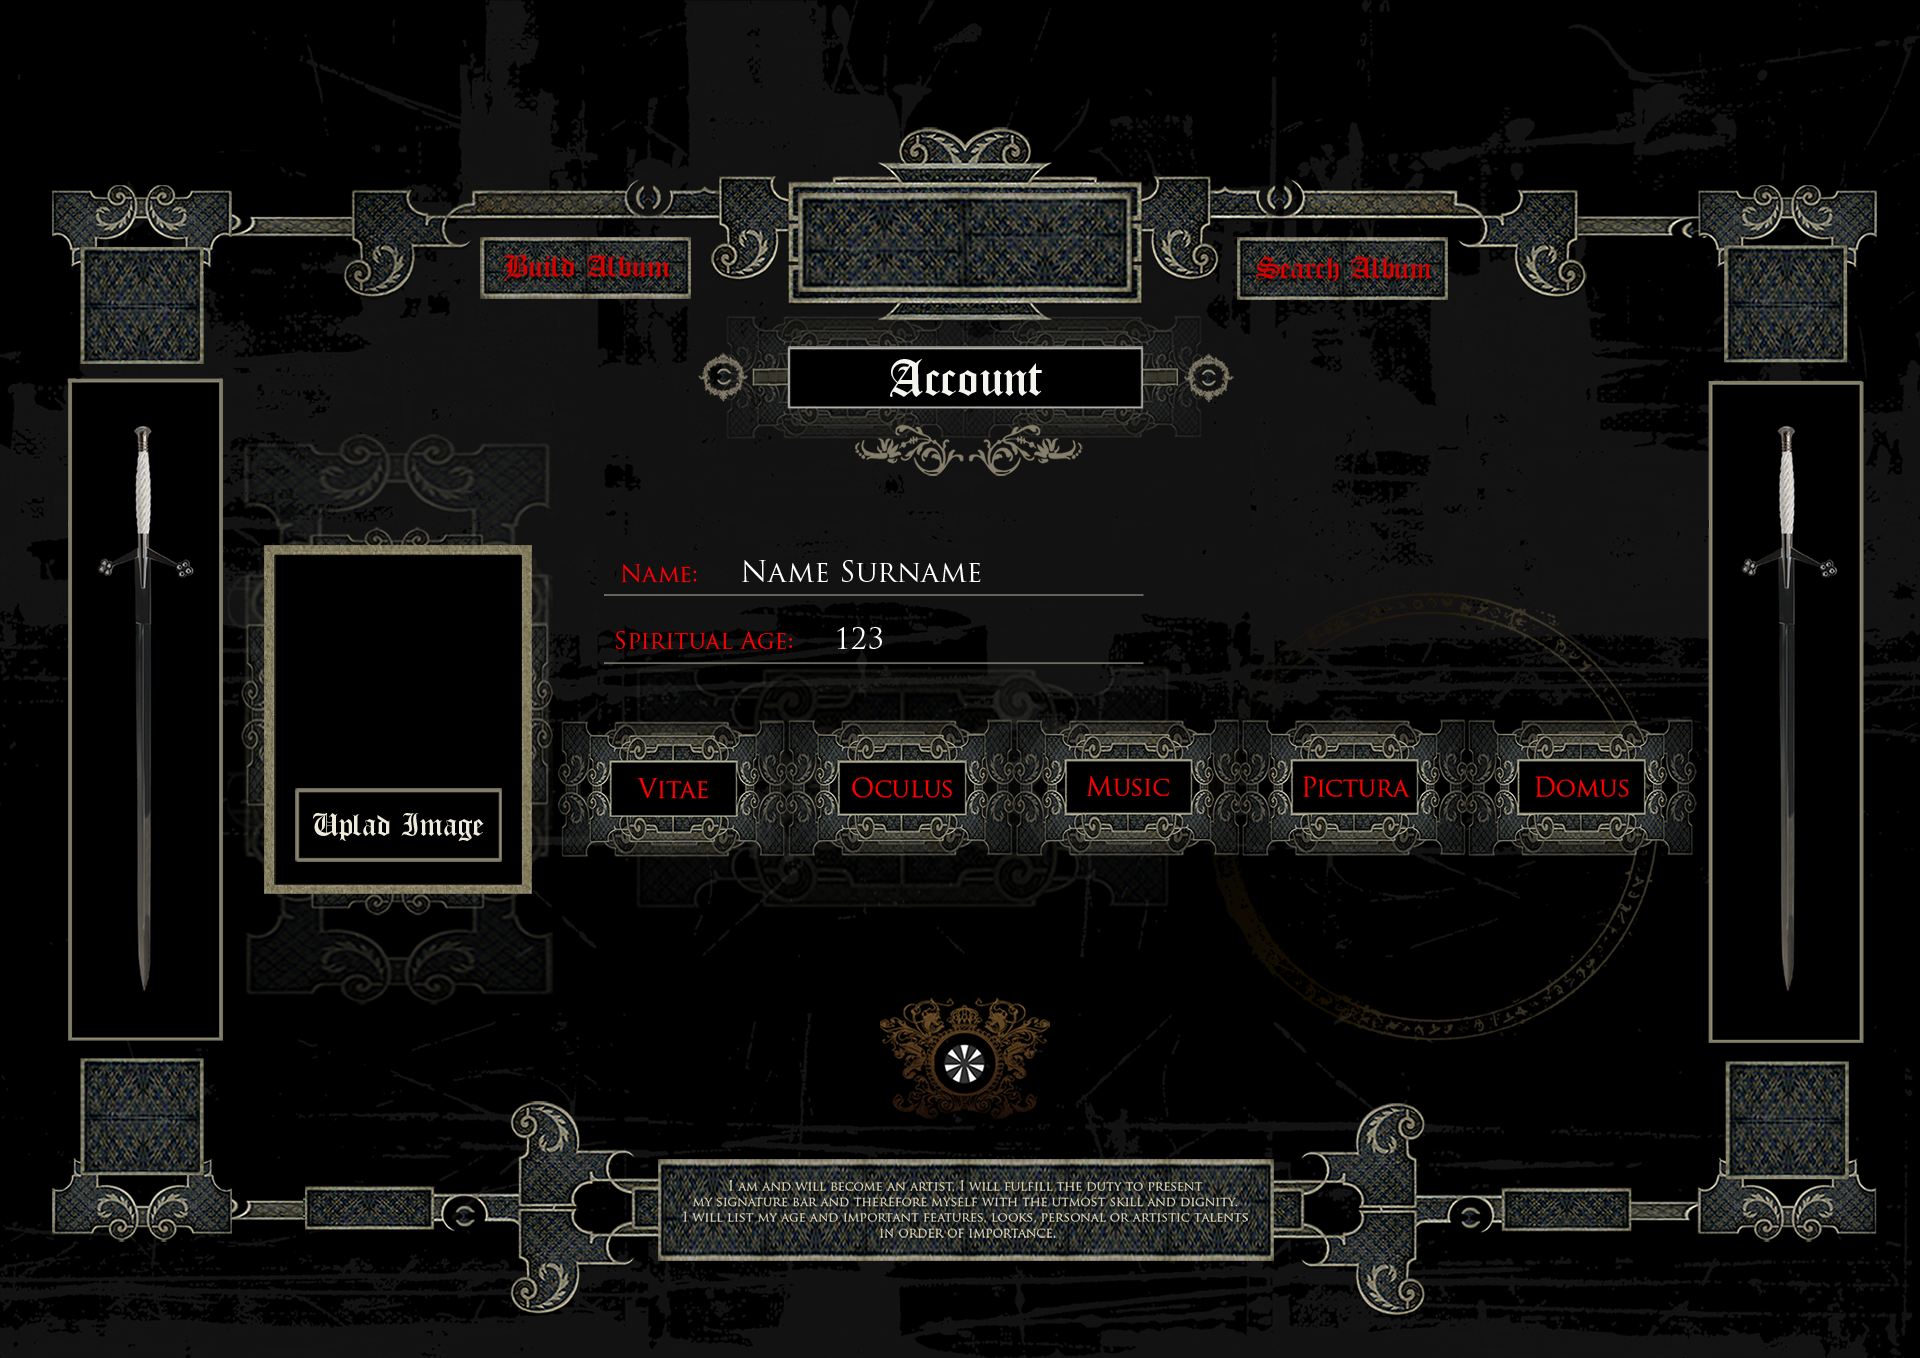 Build Album
Search Album
Account
Name: Name Surname
Spiritual Age: 123
Vitae
Oculus
Music
Pictura
Domus
Uplad Image
I am and will become an artist. I will fulfill the duty to present
my signature bar and therefore myself with the utmost skill and dignity.
I will list my age and important features, looks, personal or artistic talents
in order of importance.